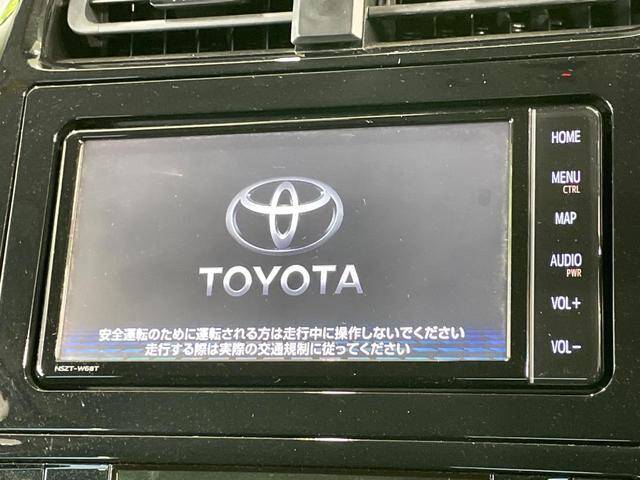 TOYOTA
安全運転のために運転される方は走行中に操作しないでください
走行する際は実際の交通規制に従ってください
NSZT-W68T
HOME
MENU
CTRL
MAP
AUDIO
PWR
VOL+
VOL−